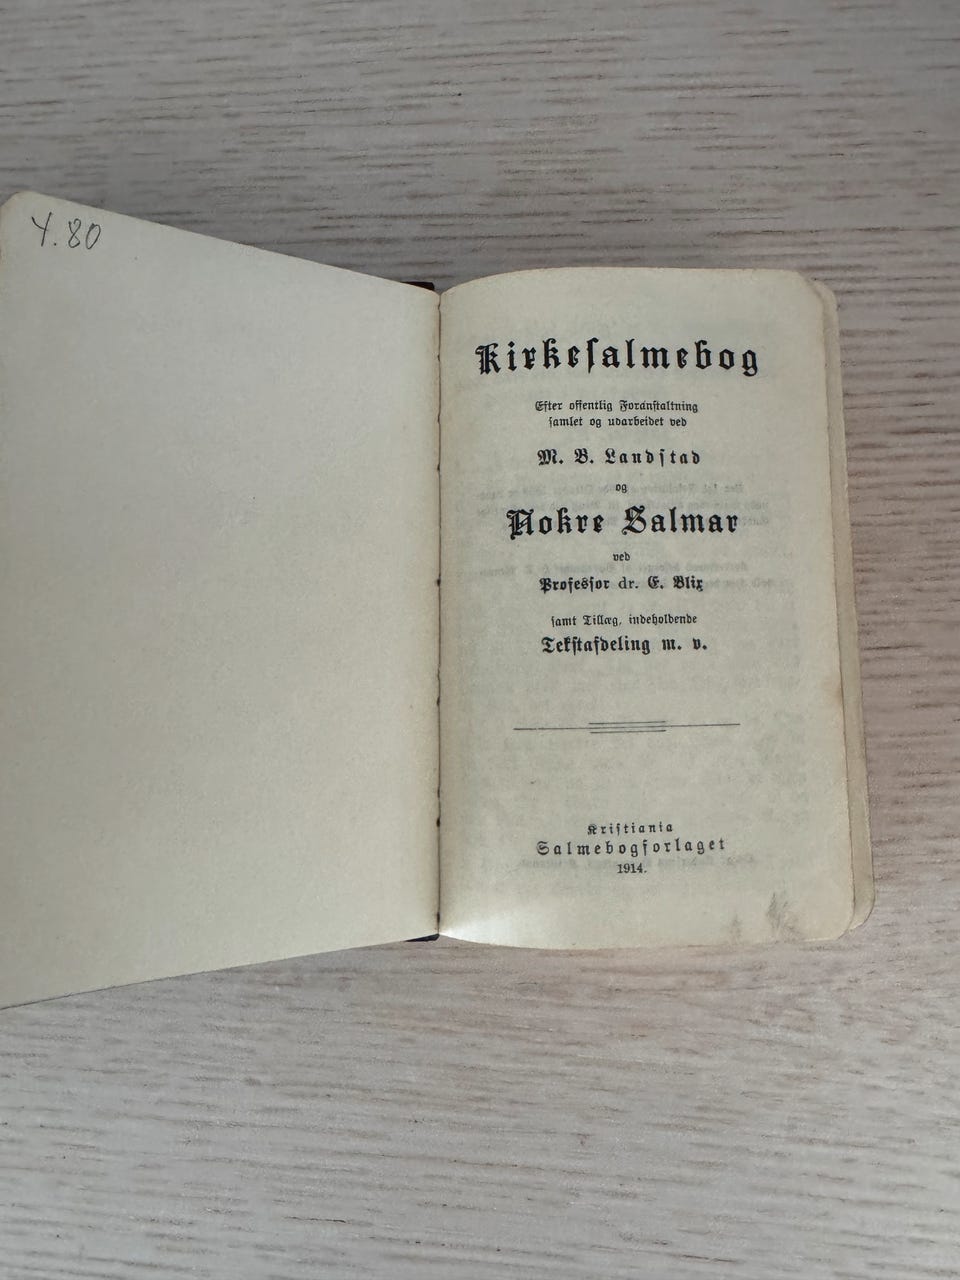 4.80
Kirkesalmebog
Efter offentlig Foranstaltning
samlet og udarbeidet ved
M. B. Landstad
og
Nokre Salmar
ved
Professor dr. E. Blix
samt Tillæg, indeholdende
Tekstafdeling m. v.
Kristiania
Salmebogforlaget
1914.